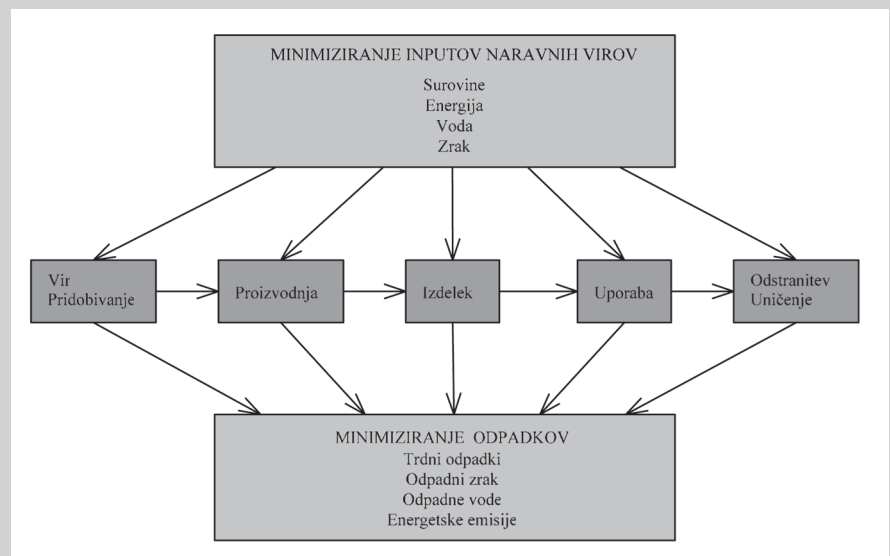 MINIMIZIRANJE INPUTOV NARAVNIH VIROV
Surovine
Energija
Voda
Zrak
Vir
Pridobivanje
Proizvodnja
Izdelek
Uporaba
Odstranitev
Uničenje
MINIMIZIRANJE ODPADKOV
Trdni odpadki
Odpadni zrak
Odpadne vode
Energetske emisije